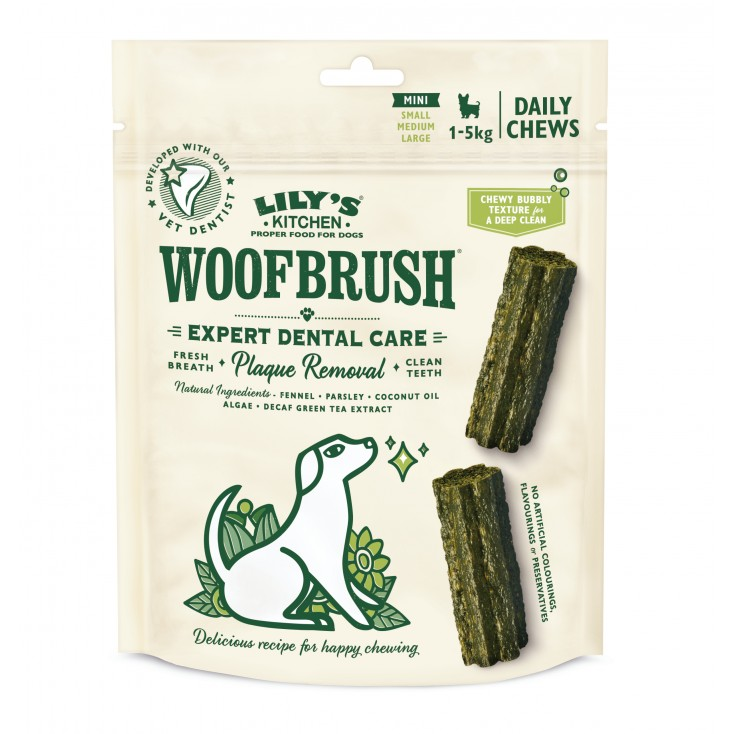 MINI
SMALL
MEDIUM
LARGE
1-5kg
DAILY
CHEWS
DEVELOPED WITH OUR
VET DENTIST
LILY'S
• KITCHEN •
PROPER FOOD FOR DOGS
CHEWY BUBBLY
TEXTURE for
A DEEP CLEAN
WOOFBRUSH®
EXPERT DENTAL CARE
FRESH
BREATH
Plaque Removal
CLEAN
TEETH
Natural Ingredients - FENNEL • PARSLEY • COCONUT OIL
ALGAE • DECAF GREEN TEA EXTRACT
NO ARTIFICIAL COLOURINGS,
FLAVOURINGS or PRESERVATIVES
Delicious recipe for happy chewing